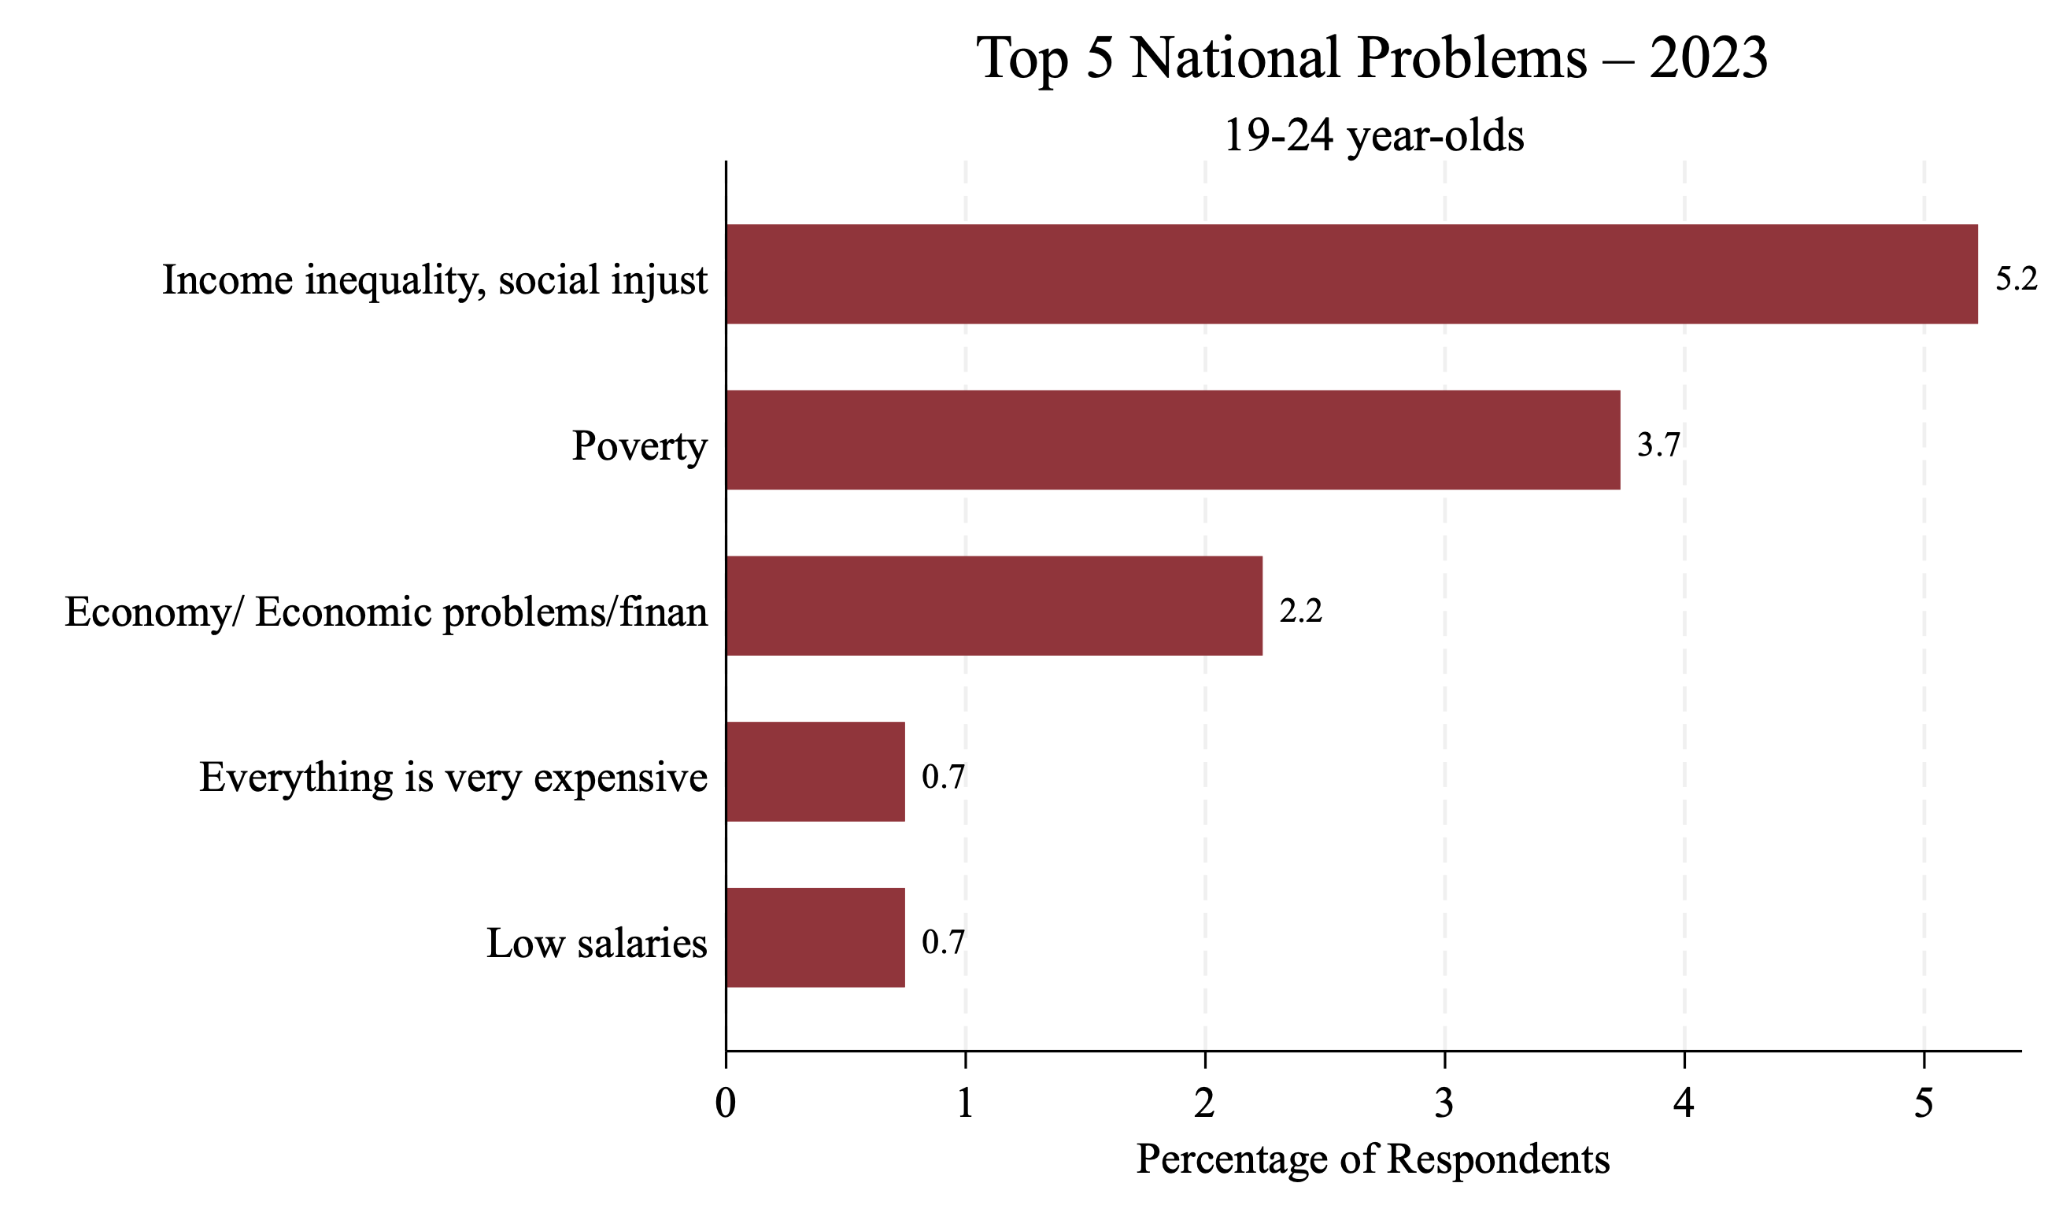 Top 5 National Problems – 2023
19-24 year-olds
Income inequality, social injust
5.2
Poverty
3.7
Economy/ Economic problems/finan
2.2
Everything is very expensive
0.7
Low salaries
0.7
0 1 2 3 4 5
Percentage of Respondents